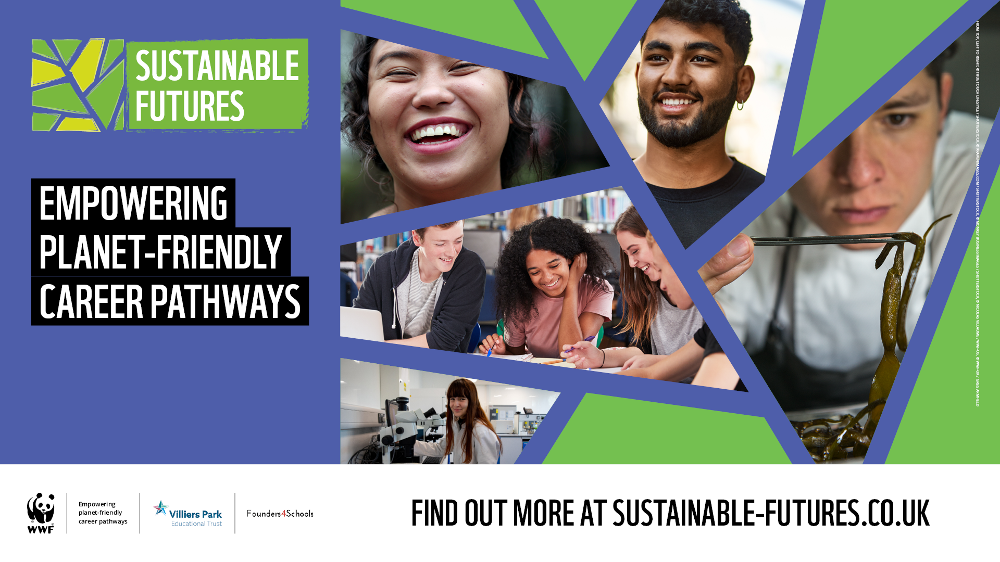 SUSTAINABLE
FUTURES
EMPOWERING
PLANET-FRIENDLY
CAREER PATHWAYS
FROM TOP, LEFT TO RIGHT: © TRUE TOUCH LIFESTYLE / SHUTTERSTOCK, © KRAKENIMAGES.COM / SHUTTERSTOCK, © MONKEY BUSINESS IMAGES / SHUTTERSTOCK, © NICOLAS VILLAUME / WWF-US, © WWF-UK / GREG ARMFIELD
WWF
Empowering
planet-friendly
career pathways
Villiers Park
Educational Trust
Founders4Schools
FIND OUT MORE AT SUSTAINABLE-FUTURES.CO.UK